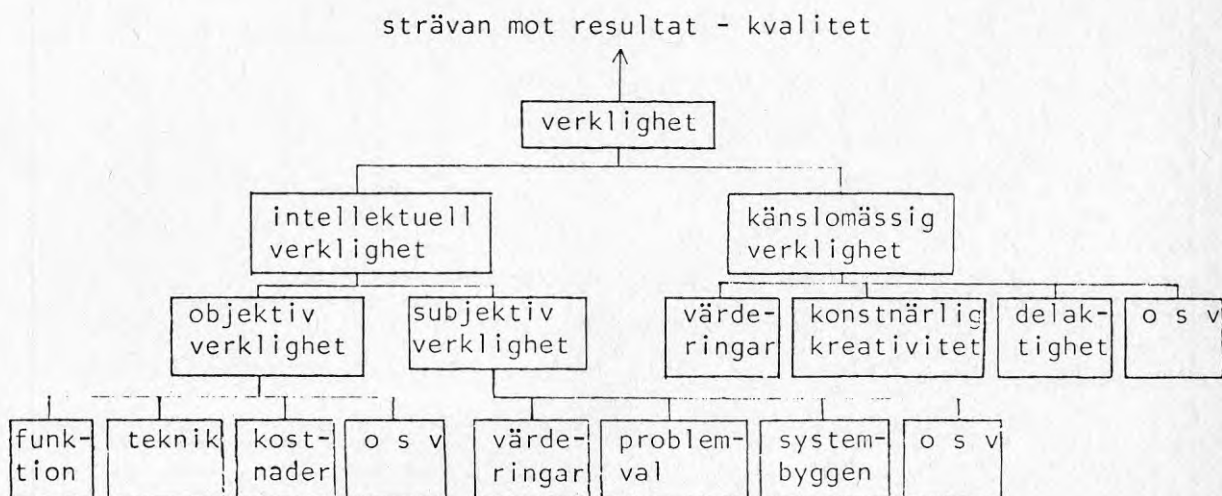 strävan mot resultat - kvalitet
verklighet
intellektuell
verklighet
känslomässig
verklighet
objektiv
verklighet
subjektiv
verklighet
värde-
ringar
konstnärlig
kreativitet
delak-
tighet
o s v
funk-
tion
teknik
kost-
nader
o s v
värde-
ringar
problem-
val
system-
byggen
o s v